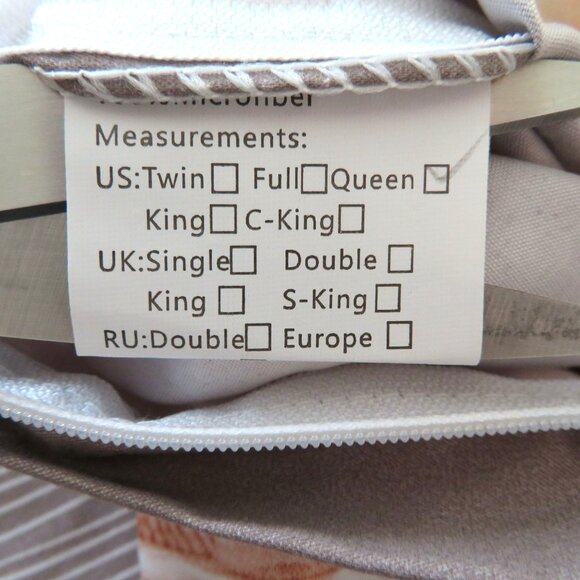 Measurements:
US:Twin☐ Full☐Queen ☑
King☐ C-King☐
UK:Single☐ Double ☐
King ☐ S-King ☐
RU:Double☐ Europe ☐